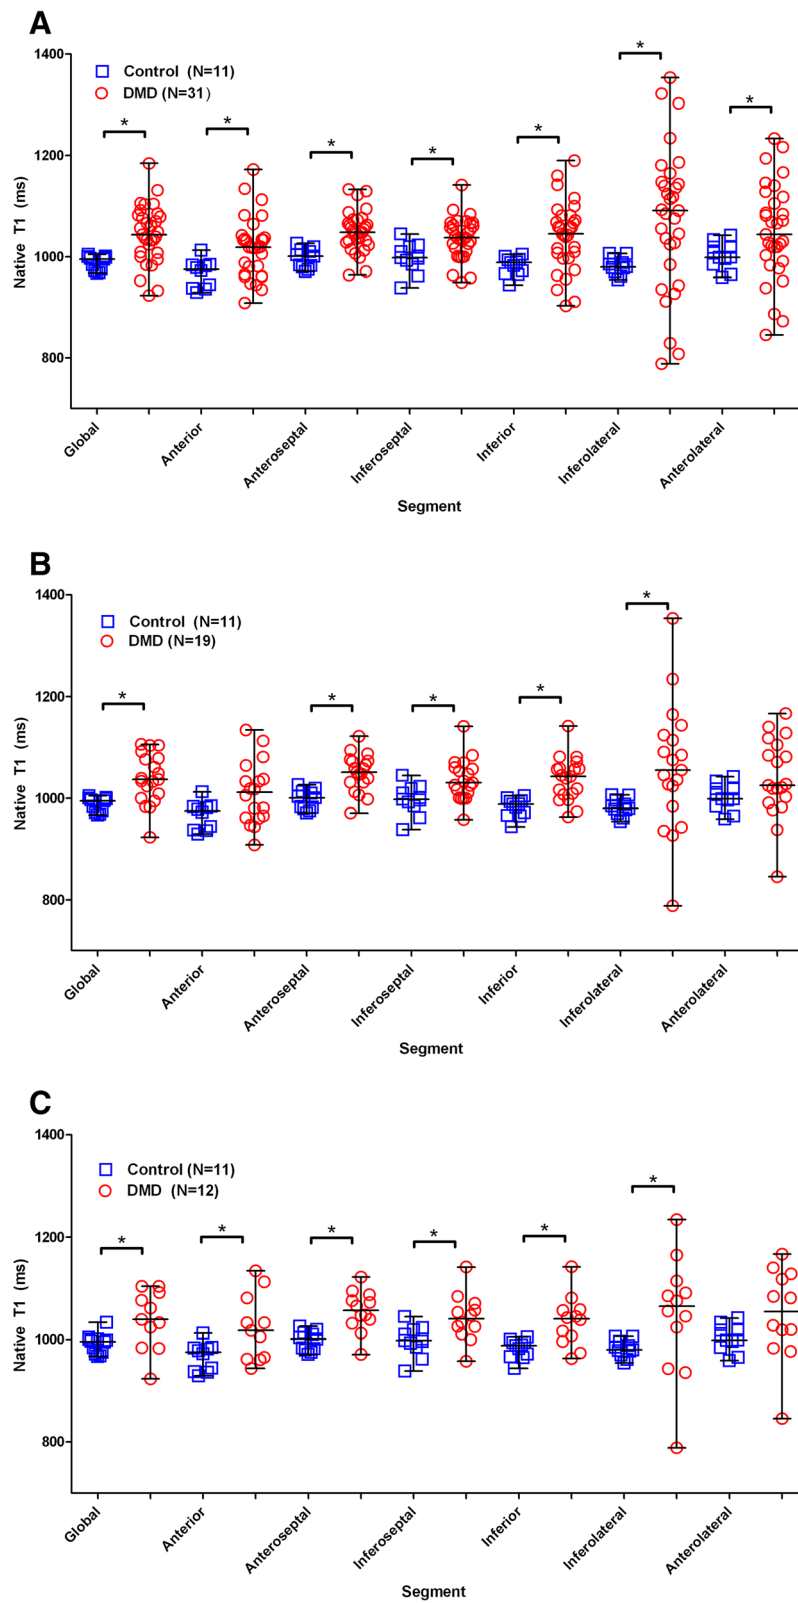 A
1400
Control (N=11)
DMD (N=31)
* * * * * * *
1200
1000
800
Native T1 (ms)
Global Anterior Anteroseptal Inferoseptal Inferior Inferolateral Anterolateral
Segment
B
1400
Control (N=11)
DMD (N=19)
* * * * *
1200
1000
800
Native T1 (ms)
Global Anterior Anteroseptal Inferoseptal Inferior Inferolateral Anterolateral
Segment
C
1400
Control (N=11)
DMD (N=12)
* * * * * *
1200
1000
800
Native T1 (ms)
Global Anterior Anteroseptal Inferoseptal Inferior Inferolateral Anterolateral
Segment